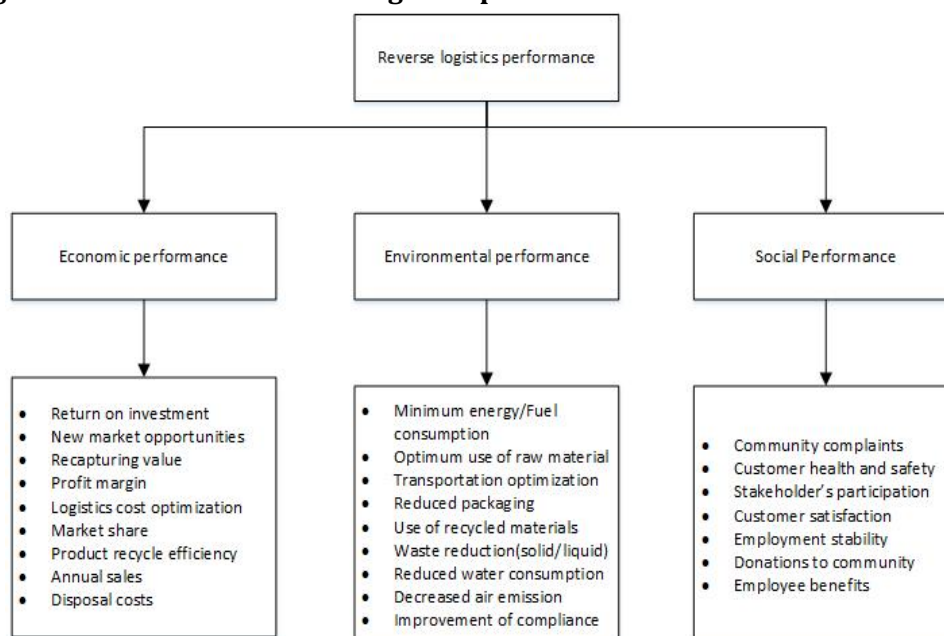 Reverse logistics performance
Economic performance
Environmental performance
Social Performance
• Return on investment
• New market opportunities
• Recapturing value
• Profit margin
• Logistics cost optimization
• Market share
• Product recycle efficiency
• Annual sales
• Disposal costs
• Minimum energy/Fuel
consumption
• Optimum use of raw material
• Transportation optimization
• Reduced packaging
• Use of recycled materials
• Waste reduction(solid/liquid)
• Reduced water consumption
• Decreased air emission
• Improvement of compliance
• Community complaints
• Customer health and safety
• Stakeholder's participation
• Customer satisfaction
• Employment stability
• Donations to community
• Employee benefits